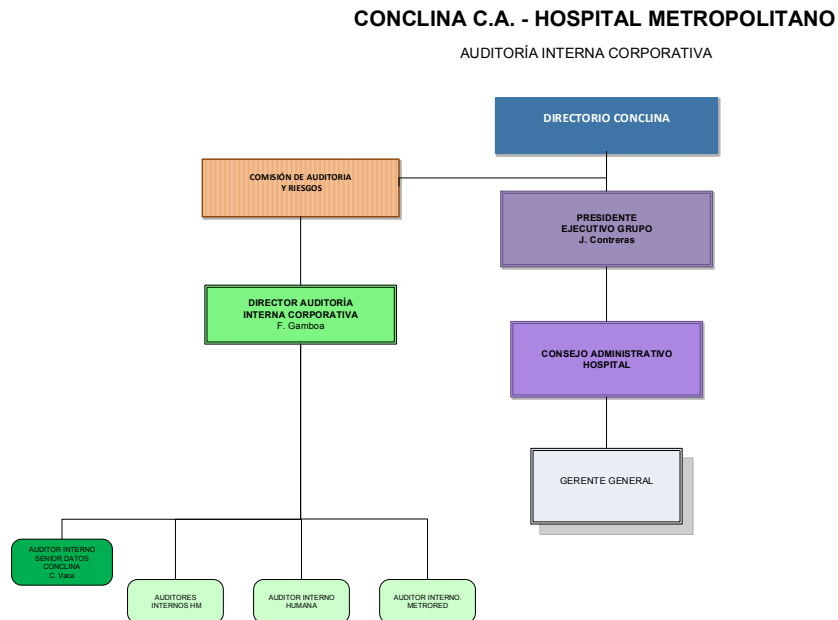 CONCLINA C.A. - HOSPITAL METROPOLITANO
AUDITORÍA INTERNA CORPORATIVA
DIRECTORIO CONCLINA
COMISIÓN DE AUDITORIA
Y RIESGOS
PRESIDENTE
EJECUTIVO GRUPO
J. Contreras
DIRECTOR AUDITORÍA
INTERNA CORPORATIVA
F. Gamboa
CONSEJO ADMINISTRATIVO
HOSPITAL
GERENTE GENERAL
AUDITOR INTERNO
SENIOR DATOS
CONCLINA
C. Vaca
AUDITORES
INTERNOS HM
AUDITOR INTERNO
HUMANA
AUDITOR INTERNO.
METRORED